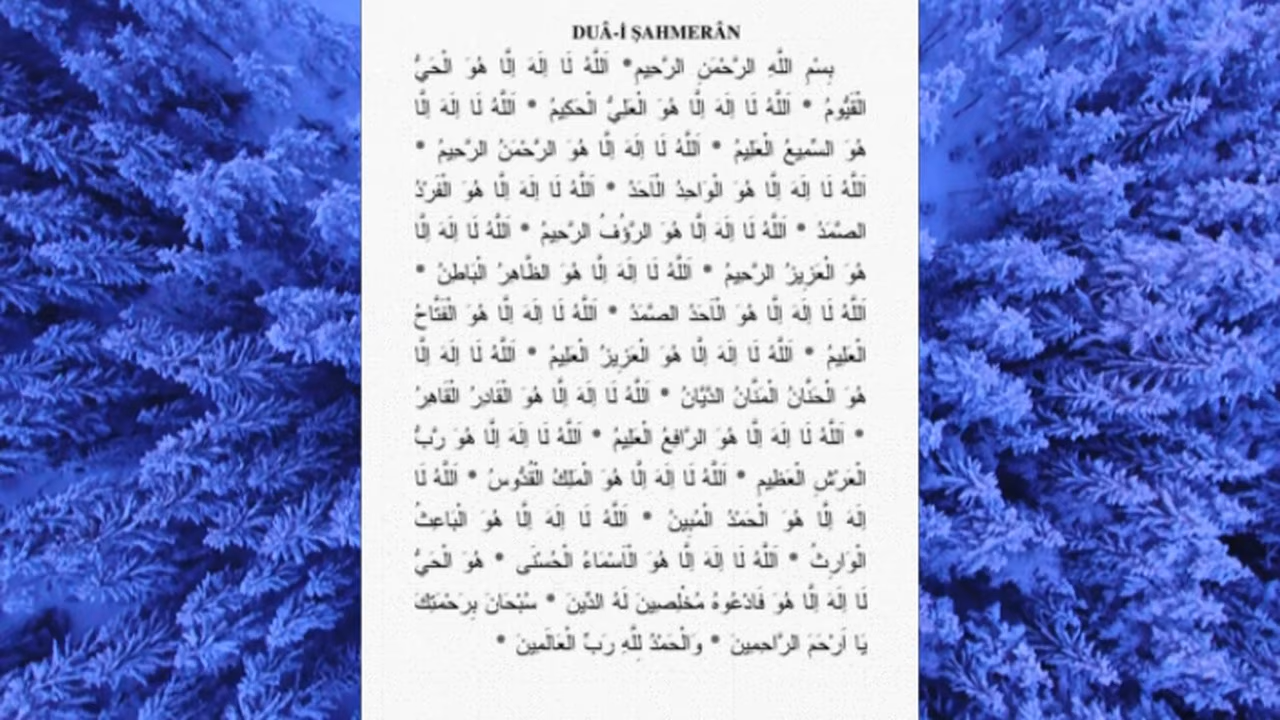 DUÂ-İ ŞAHMERÂN
بِسْمِ اللَّهِ الرَّحْمَنِ الرَّحِيمِ * اَللَّهُ لَا اِلَهَ اِلَّا هُوَ الْحَيُّ
الْقَيُّومُ * اَللَّهُ لَا اِلَهَ اِلَّا هُوَ الْعَلِيُّ الْحَكِيمُ * اَللَّهُ لَا اِلَهَ اِلَّا
هُوَ السَّمِيعُ الْعَلِيمُ * اَللَّهُ لَا اِلَهَ اِلَّا هُوَ الرَّحْمَنُ الرَّحِيمُ *
اَللَّهُ لَا اِلَهَ اِلَّا هُوَ الْوَاحِدُ الْاَحَدُ * اَللَّهُ لَا اِلَهَ اِلَّا هُوَ الْفَرْدُ
الصَّمَدُ * اَللَّهُ لَا اِلَهَ اِلَّا هُوَ الرَّؤُفُ الرَّحِيمُ * اَللَّهُ لَا اِلَهَ اِلَّا
هُوَ الْعَزِيزُ الرَّحِيمُ * اَللَّهُ لَا اِلَهَ اِلَّا هُوَ الظَّاهِرُ الْبَاطِنُ *
اَللَّهُ لَا اِلَهَ اِلَّا هُوَ الْاَحَدُ الصَّمَدُ * اَللَّهُ لَا اِلَهَ اِلَّا هُوَ الْفَتَّاحُ
الْعَلِيمُ * اَللَّهُ لَا اِلَهَ اِلَّا هُوَ الْعَزِيزُ الْعَلِيمُ * اَللَّهُ لَا اِلَهَ اِلَّا
هُوَ الْحَنَّانُ الْمَنَّانُ الدَّيَّانُ * اَللَّهُ لَا اِلَهَ اِلَّا هُوَ الْقَادِرُ الْقَاهِرُ
* اَللَّهُ لَا اِلَهَ اِلَّا هُوَ الرَّافِعُ الْعَلِيمُ * اَللَّهُ لَا اِلَهَ اِلَّا هُوَ رَبُّ
الْعَرْشِ الْعَظِيمِ * اَللَّهُ لَا اِلَهَ اِلَّا هُوَ الْمَلِكُ الْقُدُّوسُ * اَللَّهُ لَا
اِلَهَ اِلَّا هُوَ الْحَمْدُ الْمُبِينُ * اَللَّهُ لَا اِلَهَ اِلَّا هُوَ الْبَاعِثُ
الْوَارِثُ * اَللَّهُ لَا اِلَهَ اِلَّا هُوَ الْاَسْمَاءُ الْحُسْنَى * هُوَ الْحَيُّ
لَا اِلَهَ اِلَّا هُوَ فَادْعُوهُ مُخْلِصِينَ لَهُ الدِّينَ * سُبْحَانَ بِرَحْمَتِكَ
يَا اَرْحَمَ الرَّاحِمِينَ * وَالْحَمْدُ لِلَّهِ رَبِّ الْعَالَمِينَ *